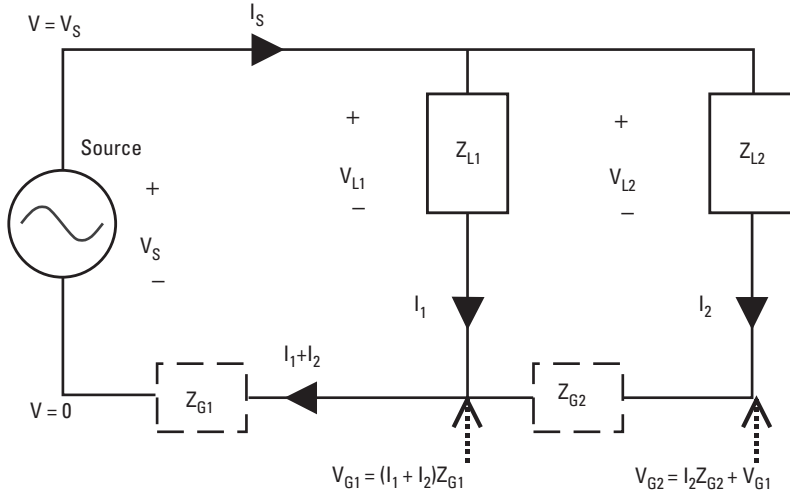 V = V_S
I_S
Source
+
V_S
−
+
V_L1
−
Z_L1
+
V_L2
−
Z_L2
I_1
I_2
I_1+I_2
V = 0
Z_G1
Z_G2
V_G1 = (I_1 + I_2)Z_G1
V_G2 = I_2Z_G2 + V_G1